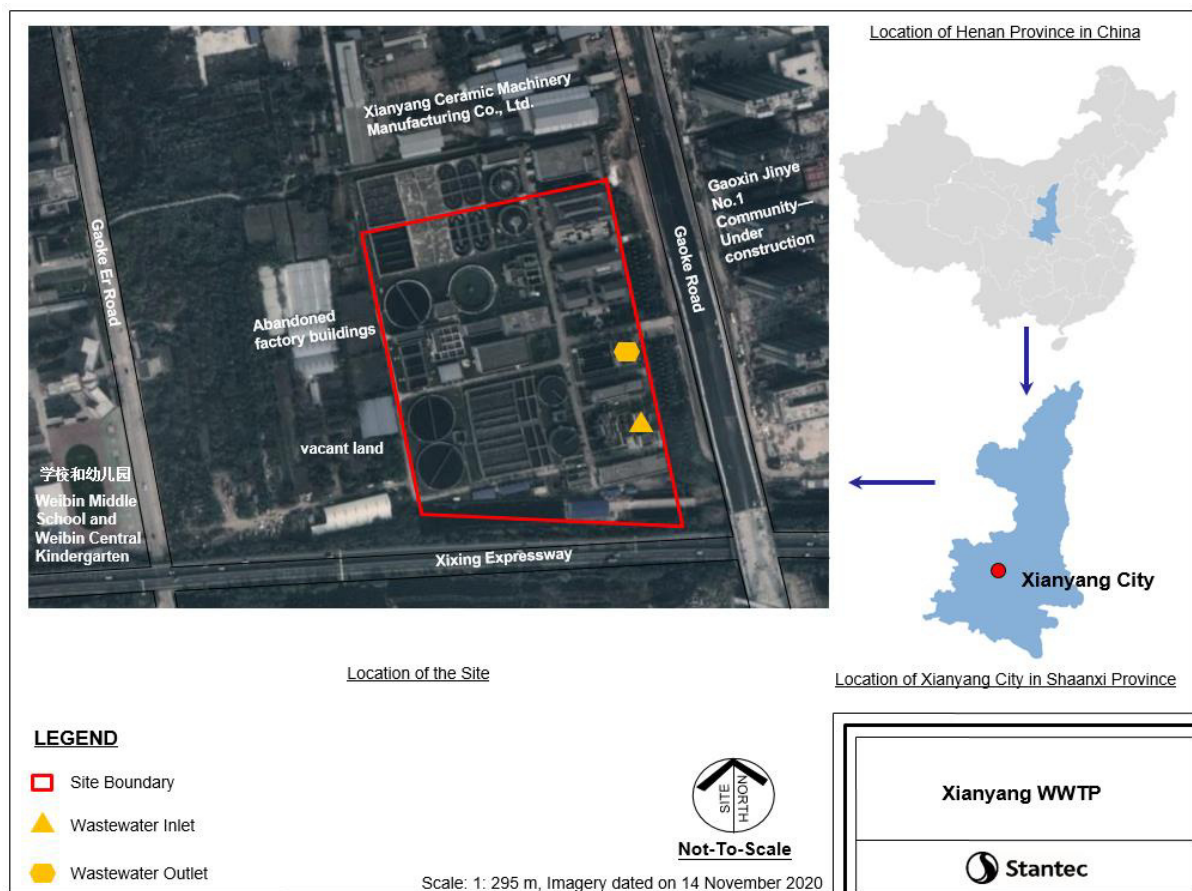 Location of Henan Province in China
Xianyang Ceramic Machinery
Manufacturing Co., Ltd.
Gaoxin Jinye
No.1
Community—
Under
construction
Gaoke Er Road
Gaoke Road
Abandoned
factory buildings
vacant land
学校和幼儿园
Weibin Middle
School and
Weibin Central
Kindergarten
Xixing Expressway
Xianyang City
Location of the Site
Location of Xianyang City in Shaanxi Province
LEGEND
Site Boundary
Wastewater Inlet
Wastewater Outlet
SITE
NORTH
Not-To-Scale
Scale: 1: 295 m, Imagery dated on 14 November 2020
Xianyang WWTP
Stantec